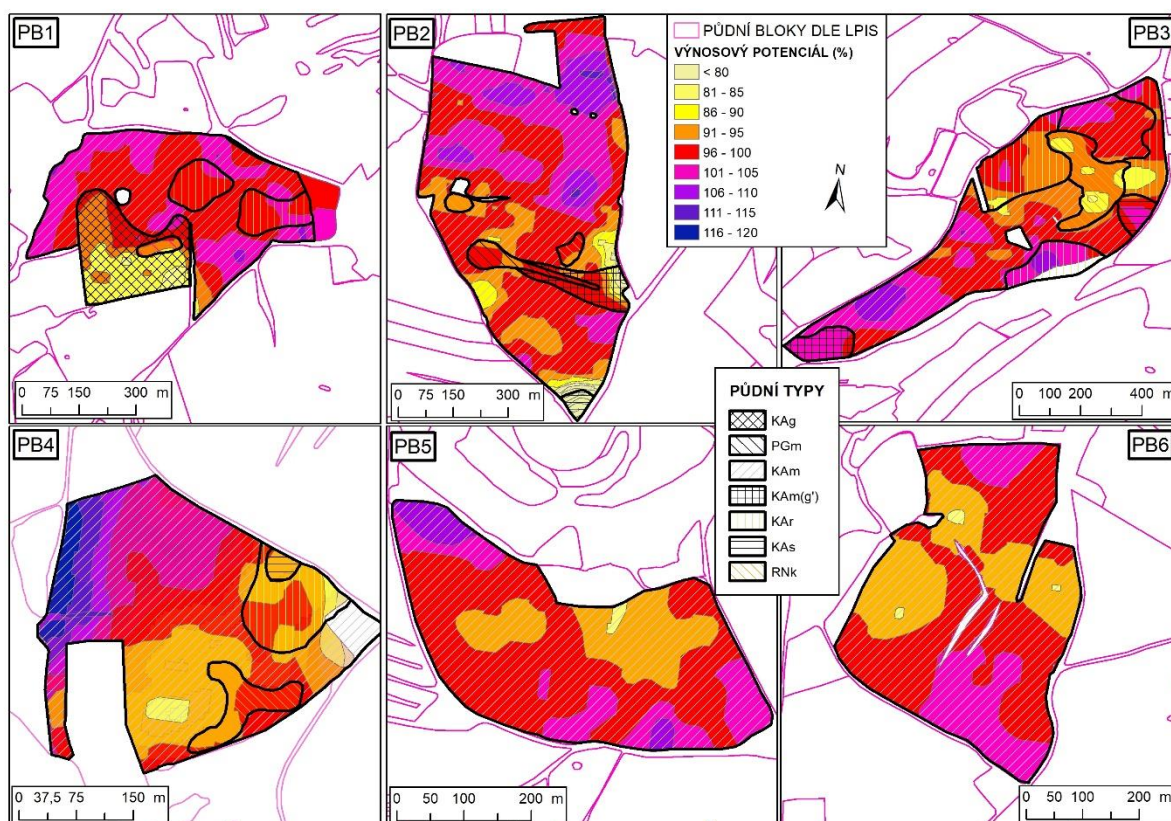 PB1
PB2
PB3
PŮDNÍ BLOKY DLE LPIS
VÝNOSOVÝ POTENCIÁL (%)
< 80
81 - 85
86 - 90
91 - 95
96 - 100
101 - 105
106 - 110
111 - 115
116 - 120
N
0 75 150 300 m
0 75 150 300 m
0 100 200 400 m
PŮDNÍ TYPY
KAg
PGm
KAm
KAm(g')
KAr
KAs
RNk
PB4
PB5
PB6
0 37,5 75 150 m
0 50 100 200 m
0 50 100 200 m